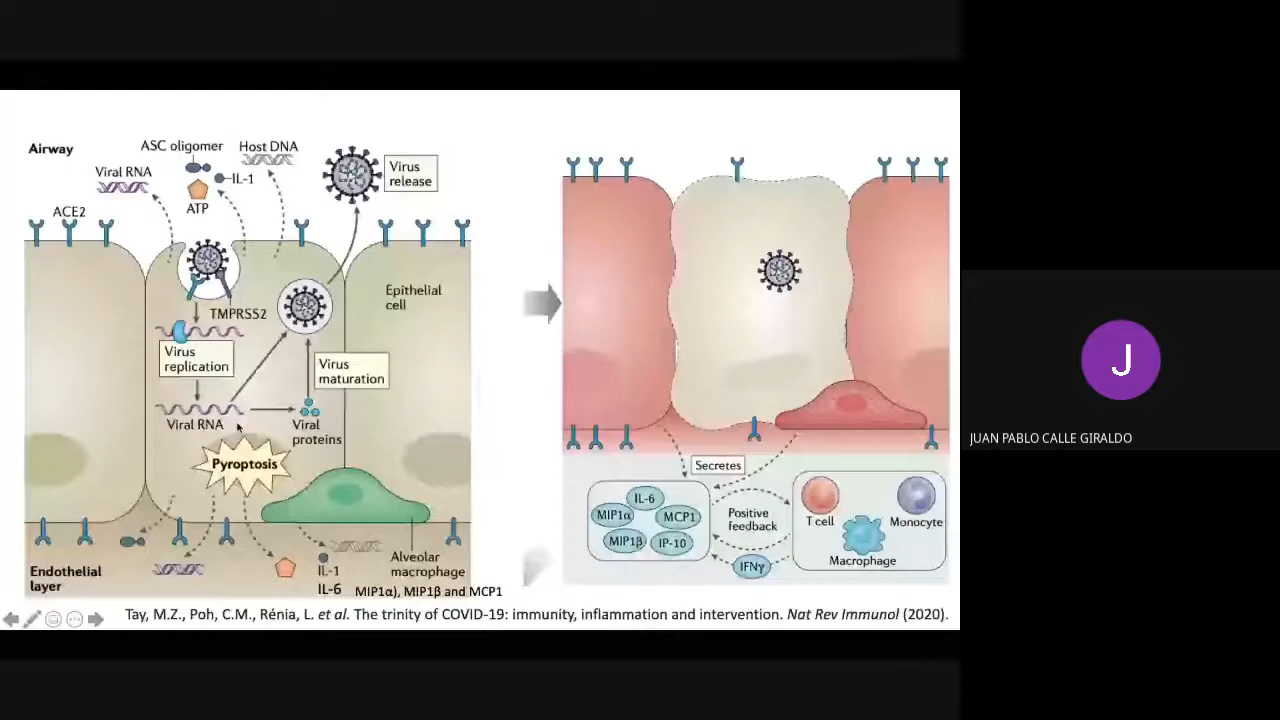 Airway
ASC oligomer
Host DNA
Viral RNA
IL-1
ATP
Virus
release
ACE2
TMPRSS2
Epithelial
cell
Virus
replication
Virus
maturation
Viral RNA
Viral
proteins
Pyroptosis
Endothelial
layer
IL-1
IL-6
Alveolar
macrophage
MIP1α), MIP1β and MCP1
Secretes
IL-6
MIP1α
MCP1
MIP1β
IP-10
Positive
feedback
IFNγ
T cell
Monocyte
Macrophage
Tay, M.Z., Poh, C.M., Rénia, L. et al. The trinity of COVID-19: immunity, inflammation and intervention. Nat Rev Immunol (2020).
J
JUAN PABLO CALLE GIRALDO